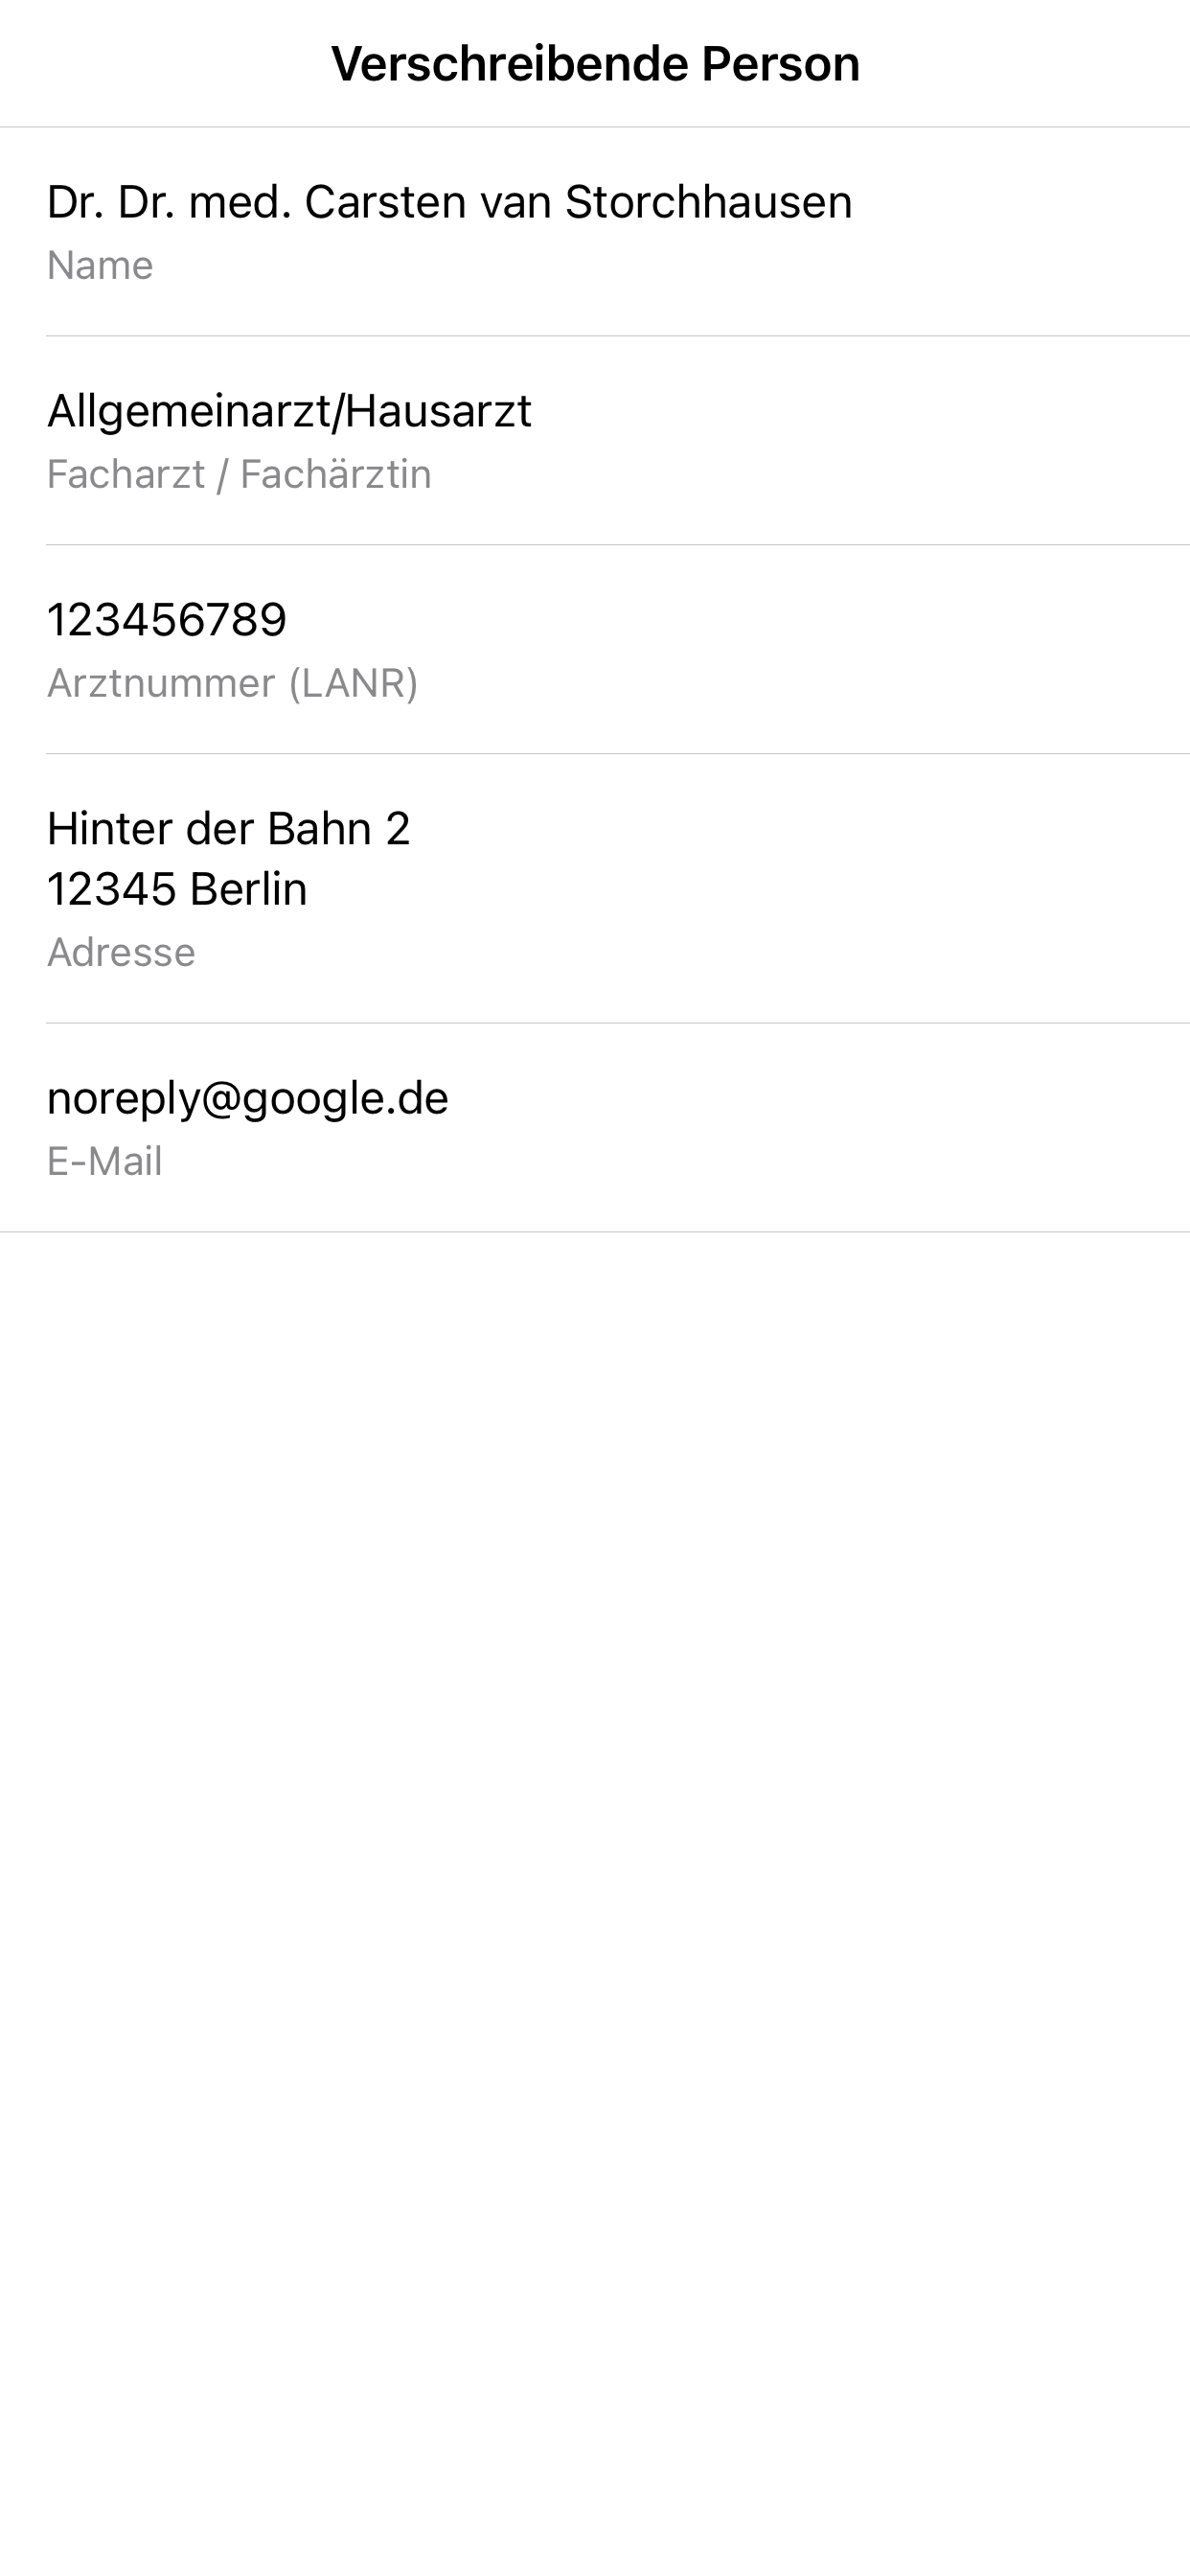 Verschreibende Person
Dr. Dr. med. Carsten van Storchhausen
Name
Allgemeinarzt/Hausarzt
Facharzt / Fachärztin
123456789
Arztnummer (LANR)
Hinter der Bahn 2
12345 Berlin
Adresse
noreply@google.de
E-Mail